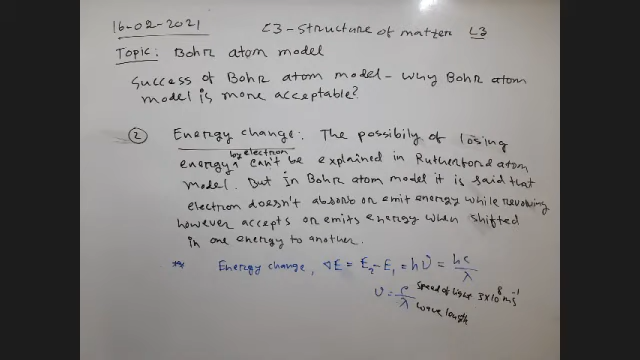 16-02-2021 C3-Structure of matter L3
Topic: Bohr atom model
Success of Bohr atom model - Why Bohr atom
model is more acceptable?
② Energy change: The possibily of losing
by electron
energy ^ can't be explained in Rutherford atom
model. But in Bohr atom model it is said that
electron doesn't absorb or emit energy while revolving
however accepts or emits energy when shifted
in one energy to another.
** Energy change, ΔE = E₂-E₁ = hυ = hc/λ
υ = c/λ speed of light 3×10⁸ ms⁻¹
wave length